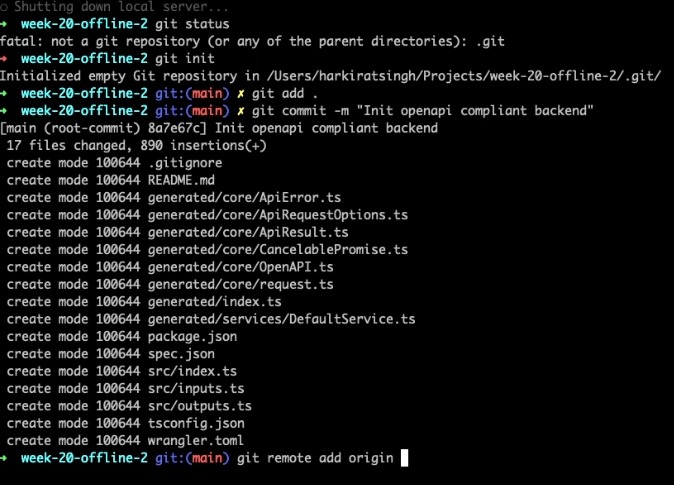 ○ Shutting down local server...
➜ week-20-offline-2 git status
fatal: not a git repository (or any of the parent directories): .git
➜ week-20-offline-2 git init
Initialized empty Git repository in /Users/harkiratsingh/Projects/week-20-offline-2/.git/
➜ week-20-offline-2 git:(main) ✗ git add .
➜ week-20-offline-2 git:(main) ✗ git commit -m "Init openapi compliant backend"
[main (root-commit) 8a7e67c] Init openapi compliant backend
17 files changed, 890 insertions(+)
create mode 100644 .gitignore
create mode 100644 README.md
create mode 100644 generated/core/ApiError.ts
create mode 100644 generated/core/ApiRequestOptions.ts
create mode 100644 generated/core/ApiResult.ts
create mode 100644 generated/core/CancelablePromise.ts
create mode 100644 generated/core/OpenAPI.ts
create mode 100644 generated/core/request.ts
create mode 100644 generated/index.ts
create mode 100644 generated/services/DefaultService.ts
create mode 100644 package.json
create mode 100644 spec.json
create mode 100644 src/index.ts
create mode 100644 src/inputs.ts
create mode 100644 src/outputs.ts
create mode 100644 tsconfig.json
create mode 100644 wrangler.toml
➜ week-20-offline-2 git:(main) git remote add origin